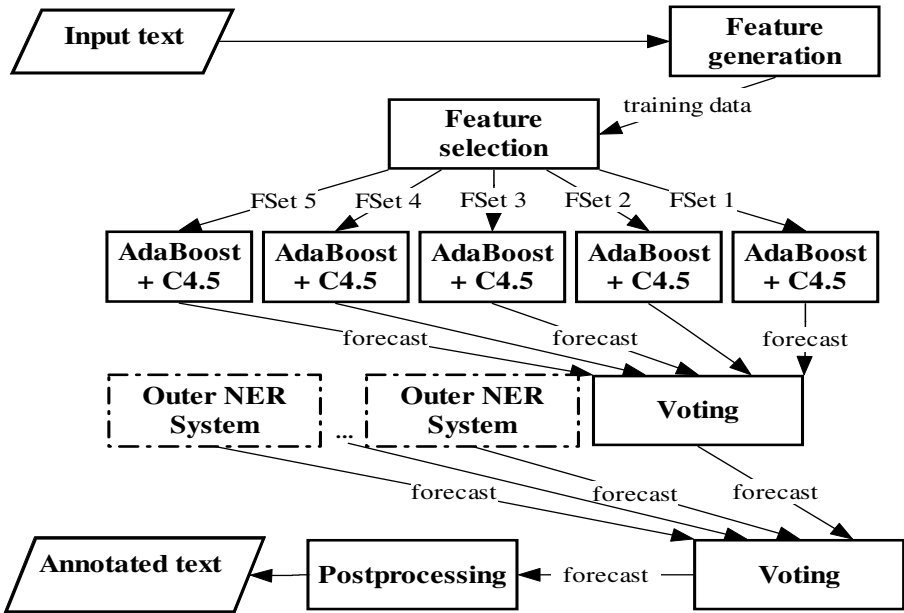 Input text
Feature
generation
training data
Feature
selection
FSet 5
FSet 4
FSet 3
FSet 2
FSet 1
AdaBoost
+ C4.5
AdaBoost
+ C4.5
AdaBoost
+ C4.5
AdaBoost
+ C4.5
AdaBoost
+ C4.5
forecast
forecast
forecast
Outer NER
System
...
Outer NER
System
Voting
forecast
forecast
forecast
Annotated text
Postprocessing
forecast
Voting